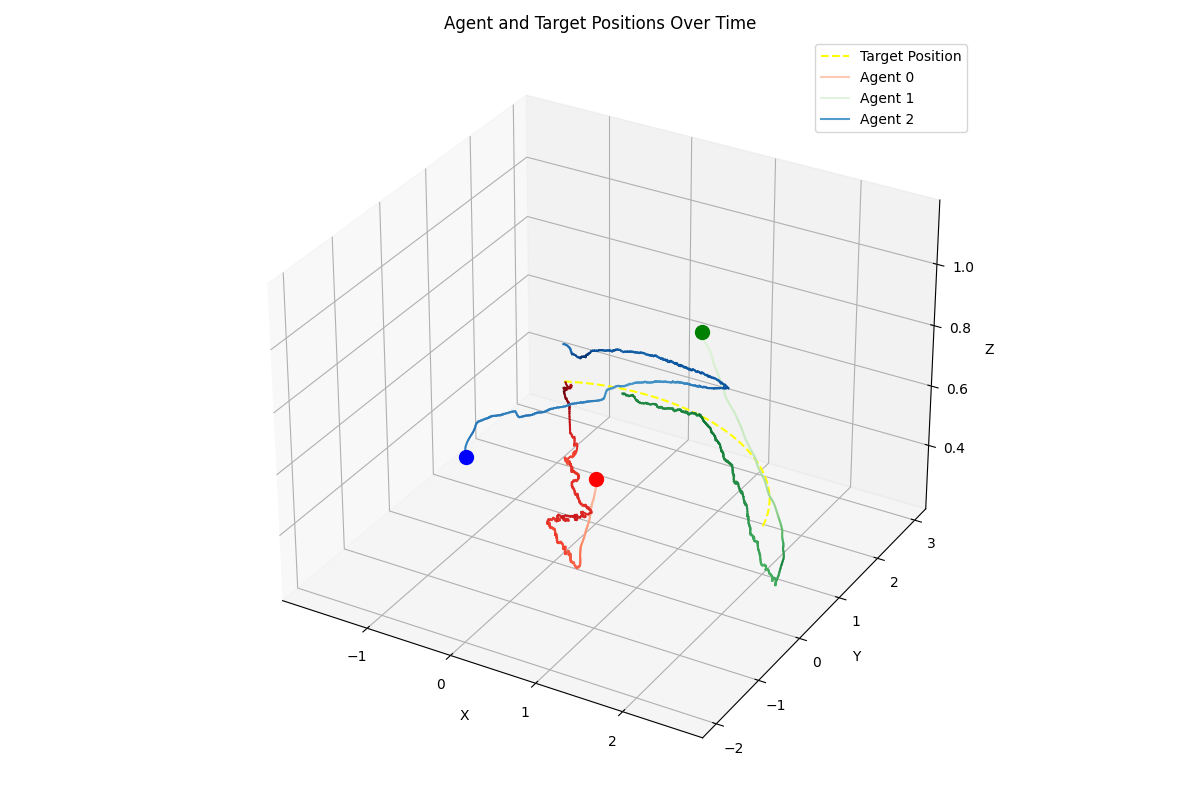 Agent and Target Positions Over Time
Target Position
Agent 0
Agent 1
Agent 2
1.0
0.8
Z
0.6
0.4
3
2
1
Y
0
−1
−2
−1
0
X
1
2